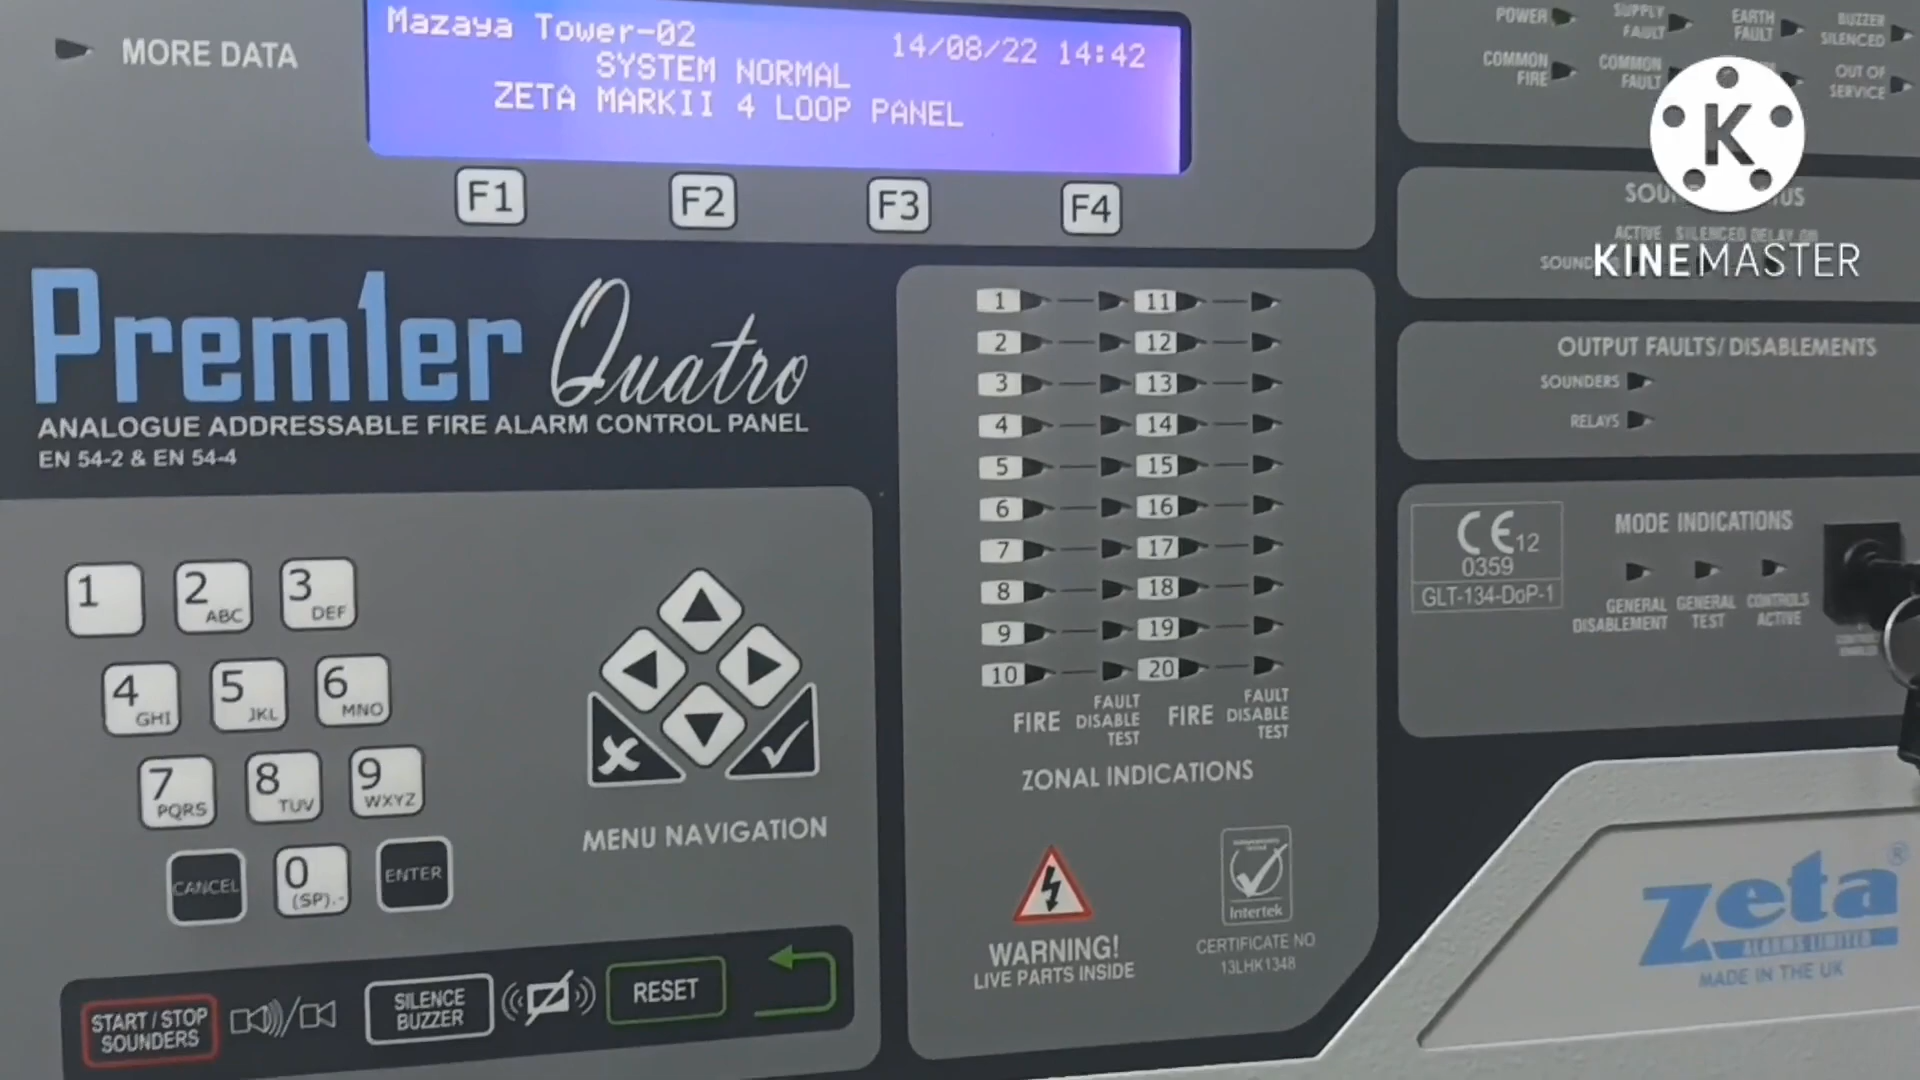 MORE DATA
Mazaya Tower-02
14/08/22 14:42
SYSTEM NORMAL
ZETA MARKII 4 LOOP PANEL
F1 F2 F3 F4
Prem1er Quatro
ANALOGUE ADDRESSABLE FIRE ALARM CONTROL PANEL
EN 54-2 & EN 54-4
1 2 ABC 3 DEF
4 GHI 5 JKL 6 MNO
7 PQRS 8 TUV 9 WXYZ
CANCEL 0 (SP).- ENTER
MENU NAVIGATION
START / STOP
SOUNDERS
SILENCE
BUZZER
RESET
1 11
2 12
3 13
4 14
5 15
6 16
7 17
8 18
9 19
10 20
FIRE FAULT DISABLE TEST FIRE FAULT DISABLE TEST
ZONAL INDICATIONS
WARNING!
LIVE PARTS INSIDE
Intertek
CERTIFICATE NO
13LHK1348
POWER
SUPPLY FAULT
EARTH FAULT
BUZZER SILENCED
COMMON FIRE
COMMON FAULT
OUT OF SERVICE
K
KINEMASTER
ACTIVE SILENCED DELAY ON
OUTPUT FAULTS/DISABLEMENTS
SOUNDERS
RELAYS
CE 12
0359
GLT-134-DoP-1
MODE INDICATIONS
GENERAL DISABLEMENT
GENERAL TEST
CONTROLS ACTIVE
zeta®
ALARMS LIMITED
MADE IN THE UK